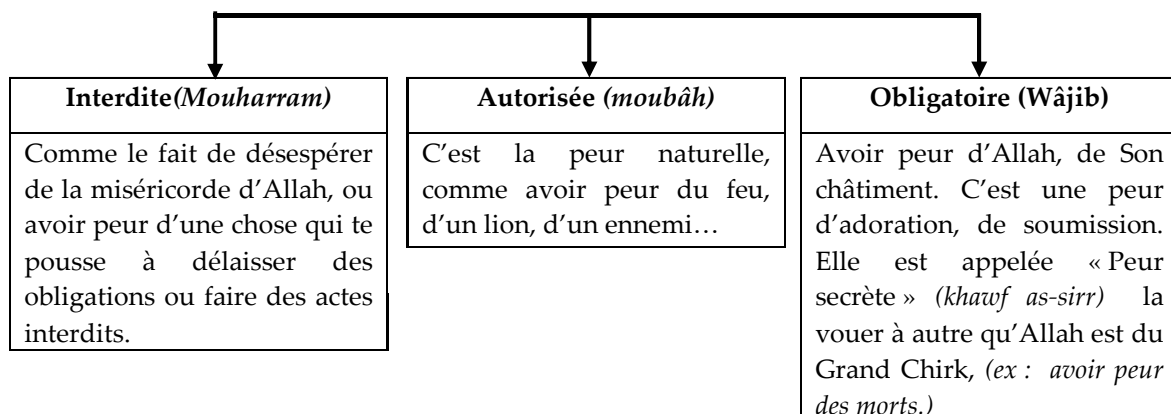 Interdite(Mouharram)
Comme le fait de désespérer
de la miséricorde d’Allah, ou
avoir peur d’une chose qui te
pousse à délaisser des
obligations ou faire des actes
interdits.
Autorisée (moubâh)
C’est la peur naturelle,
comme avoir peur du feu,
d’un lion, d’un ennemi…
Obligatoire (Wâjib)
Avoir peur d’Allah, de Son
châtiment. C’est une peur
d’adoration, de soumission.
Elle est appelée « Peur
secrète » (khawf as-sirr) la
vouer à autre qu’Allah est du
Grand Chirk, (ex : avoir peur
des morts.)